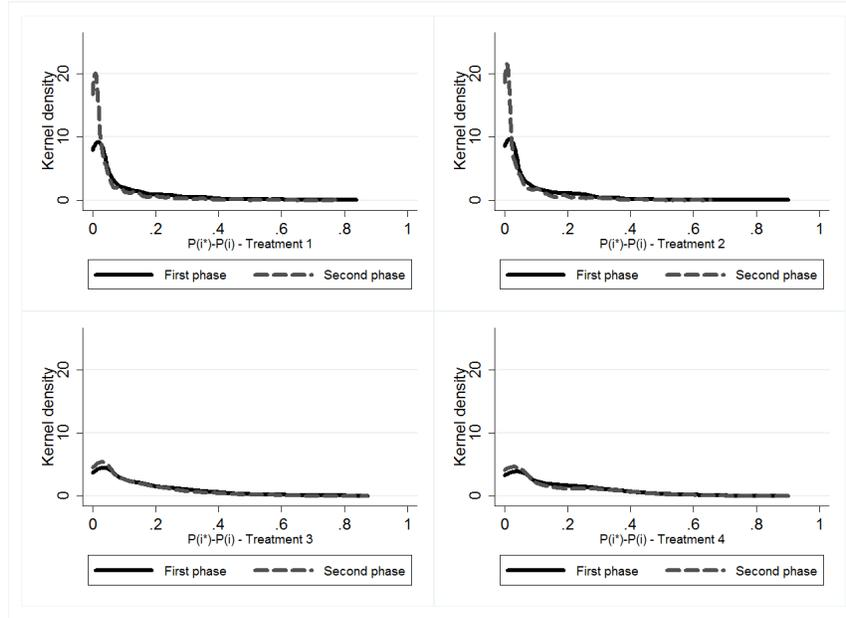 Kernel density
20
10
0
0 .2 .4 .6 .8 1
P(i*)-P(i) - Treatment 1
First phase Second phase
Kernel density
20
10
0
0 .2 .4 .6 .8 1
P(i*)-P(i) - Treatment 2
First phase Second phase
Kernel density
20
10
0
0 .2 .4 .6 .8 1
P(i*)-P(i) - Treatment 3
First phase Second phase
Kernel density
20
10
0
0 .2 .4 .6 .8 1
P(i*)-P(i) - Treatment 4
First phase Second phase